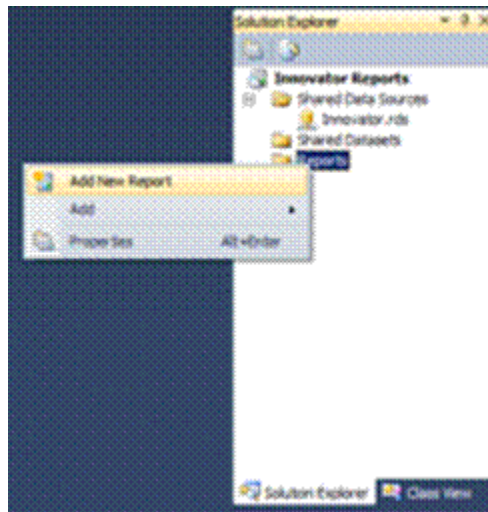 Solution Explorer
Innovator Reports
Shared Data Sources
Innovator.rds
Shared Datasets
Reports
Add New Report
Add
Properties Alt+Enter
Solution Explorer Class View